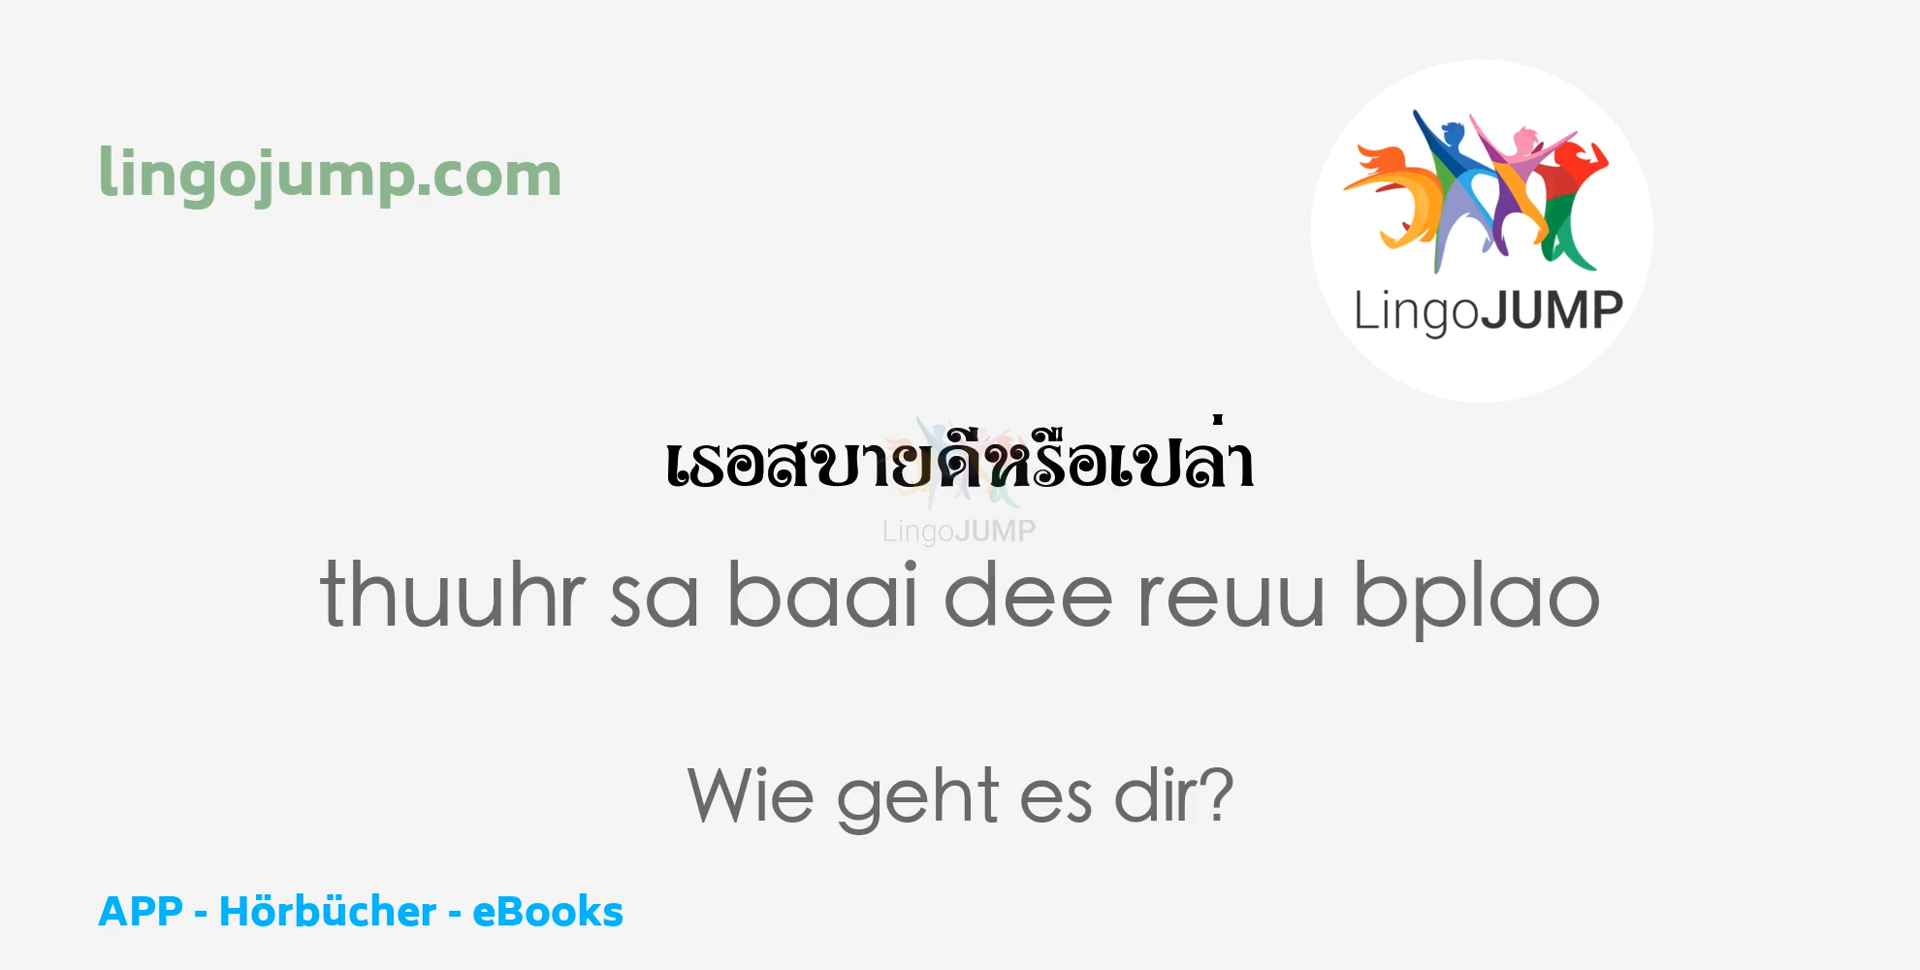 lingojump.com
LingoJUMP
เธอสบายดีหรือเปล่า
LingoJUMP
thuuhr sa baai dee reuu bplao
Wie geht es dir?
APP - Hörbücher - eBooks